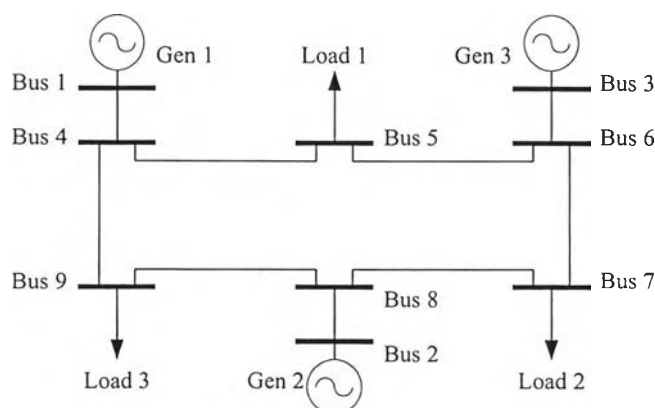 Gen 1
Load 1
Gen 3
Bus 1
Bus 3
Bus 4
Bus 5
Bus 6
Bus 9
Bus 8
Bus 7
Bus 2
Load 3
Gen 2
Load 2